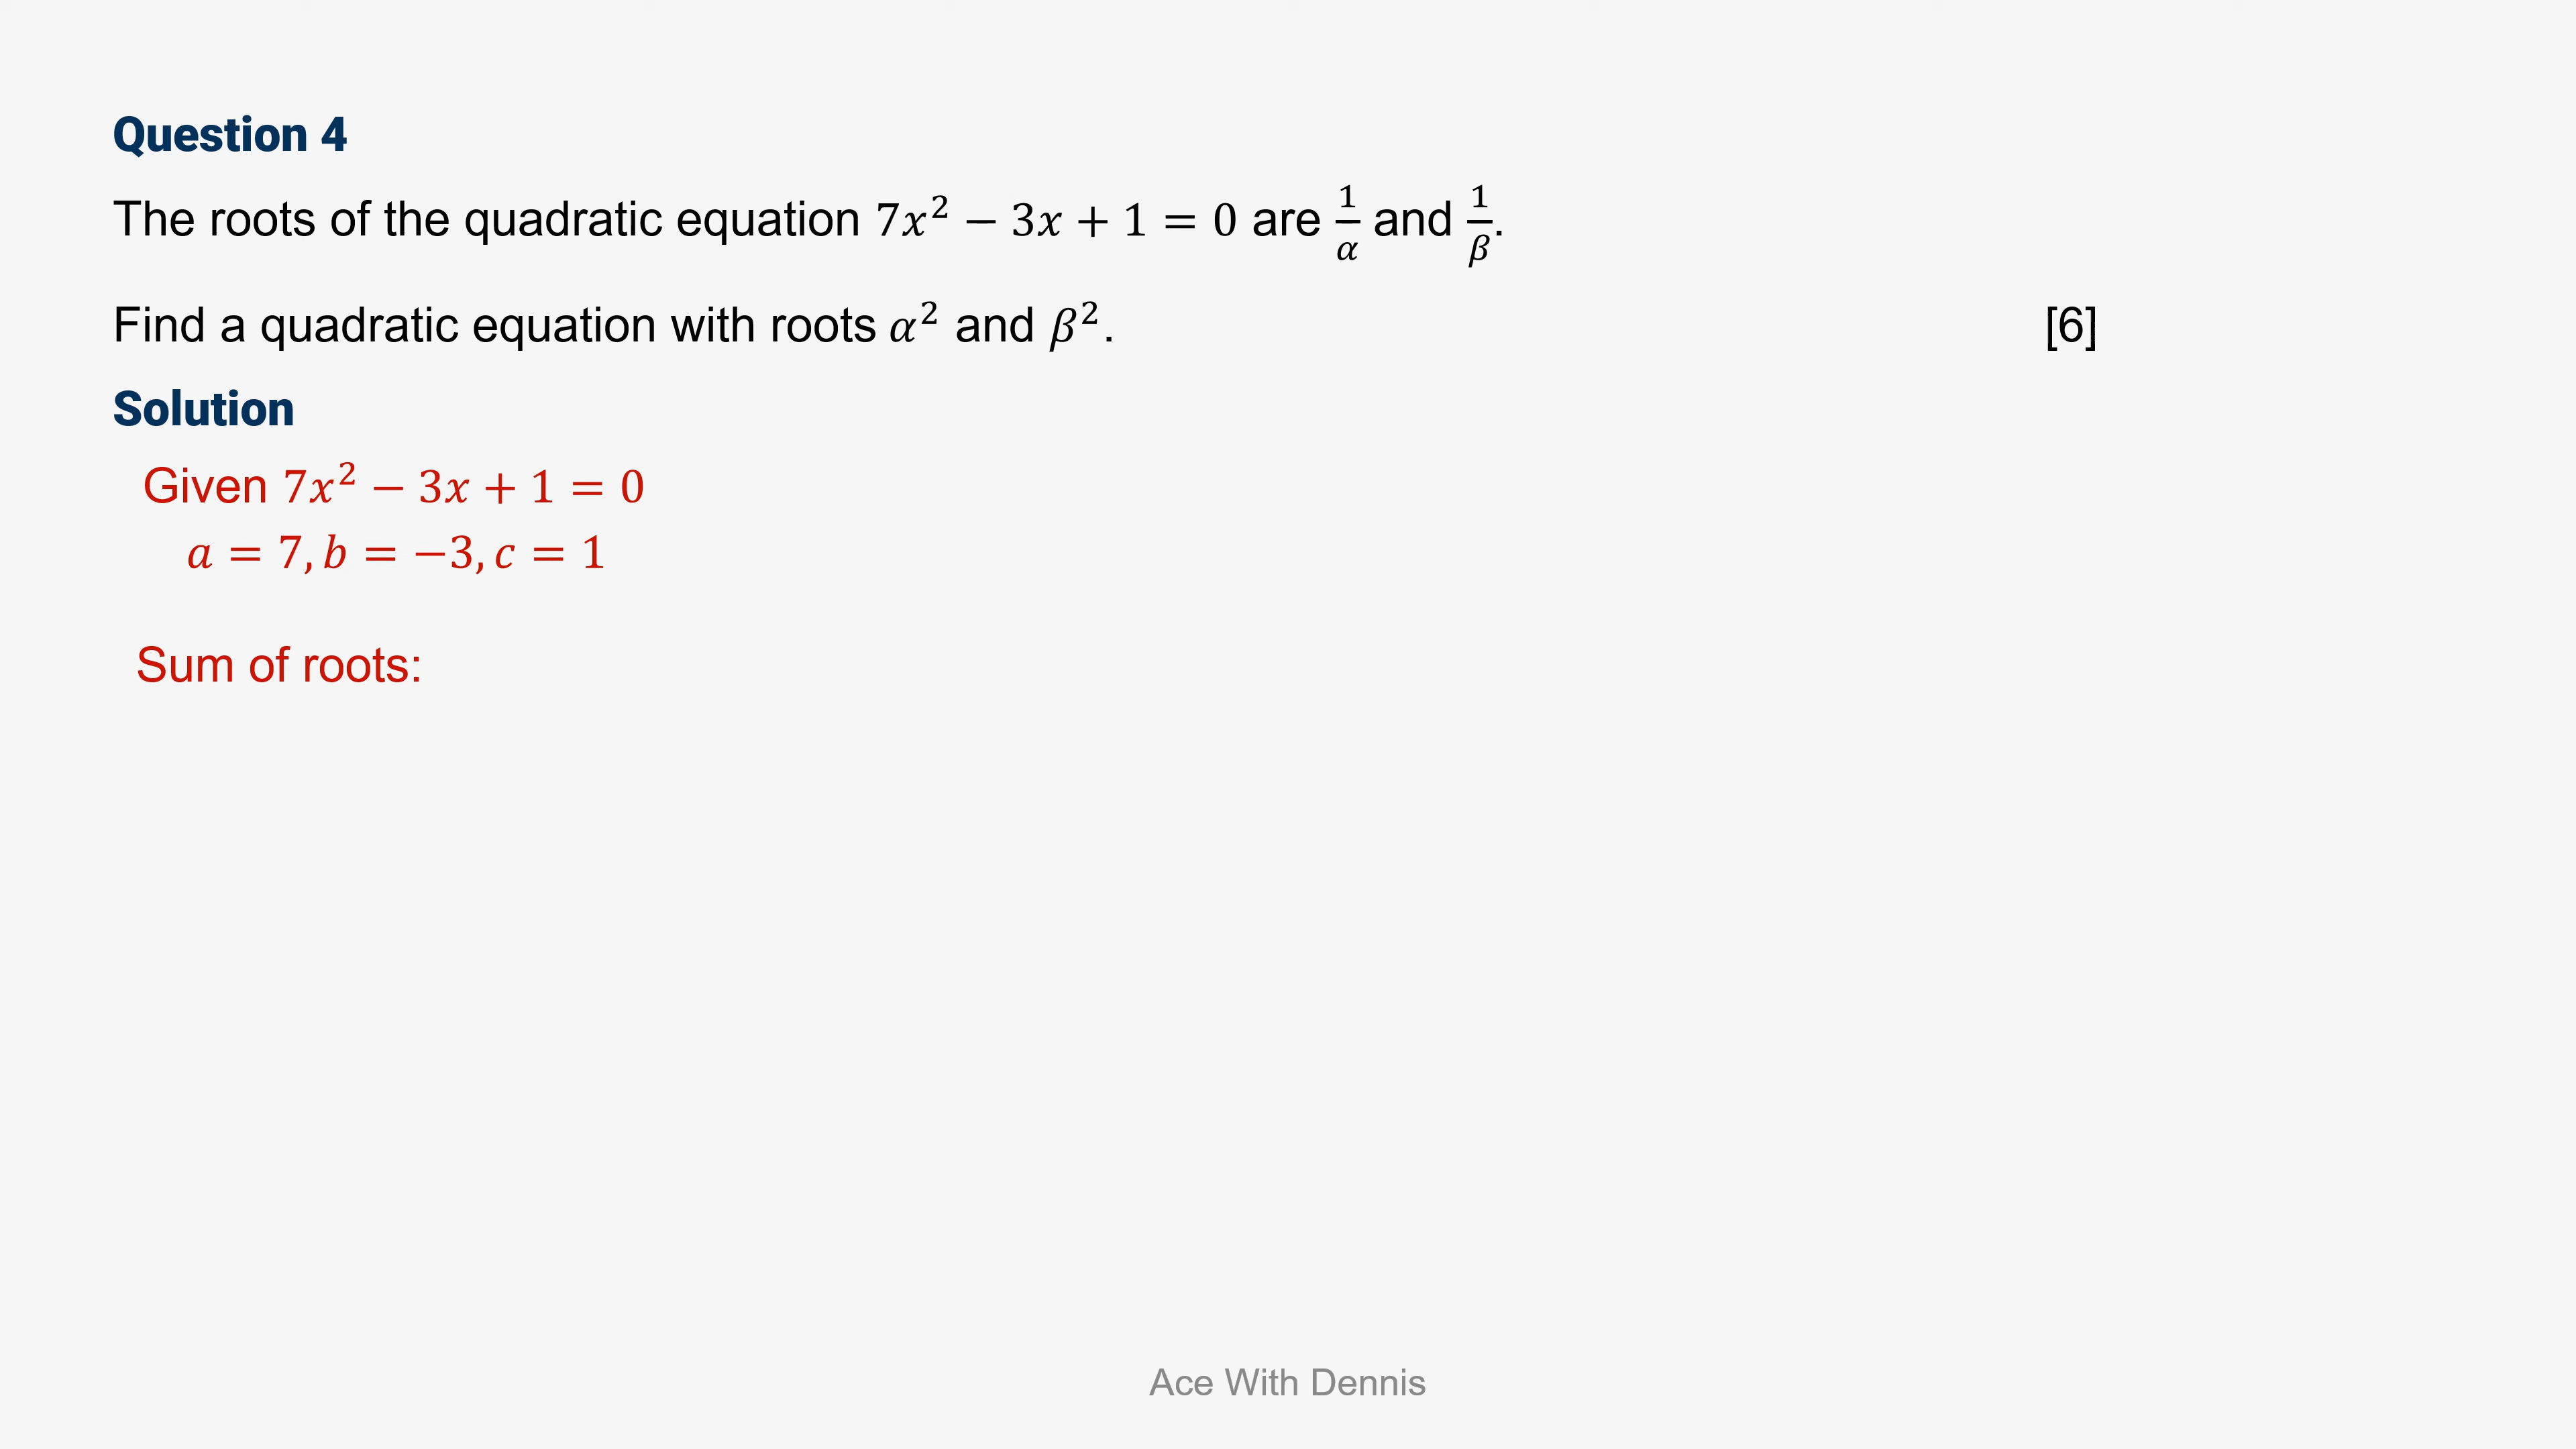 Question 4
The roots of the quadratic equation 7x² − 3x + 1 = 0 are 1/α and 1/β.
Find a quadratic equation with roots α² and β². [6]
Solution
Given 7x² − 3x + 1 = 0
a = 7, b = −3, c = 1
Sum of roots:
Ace With Dennis